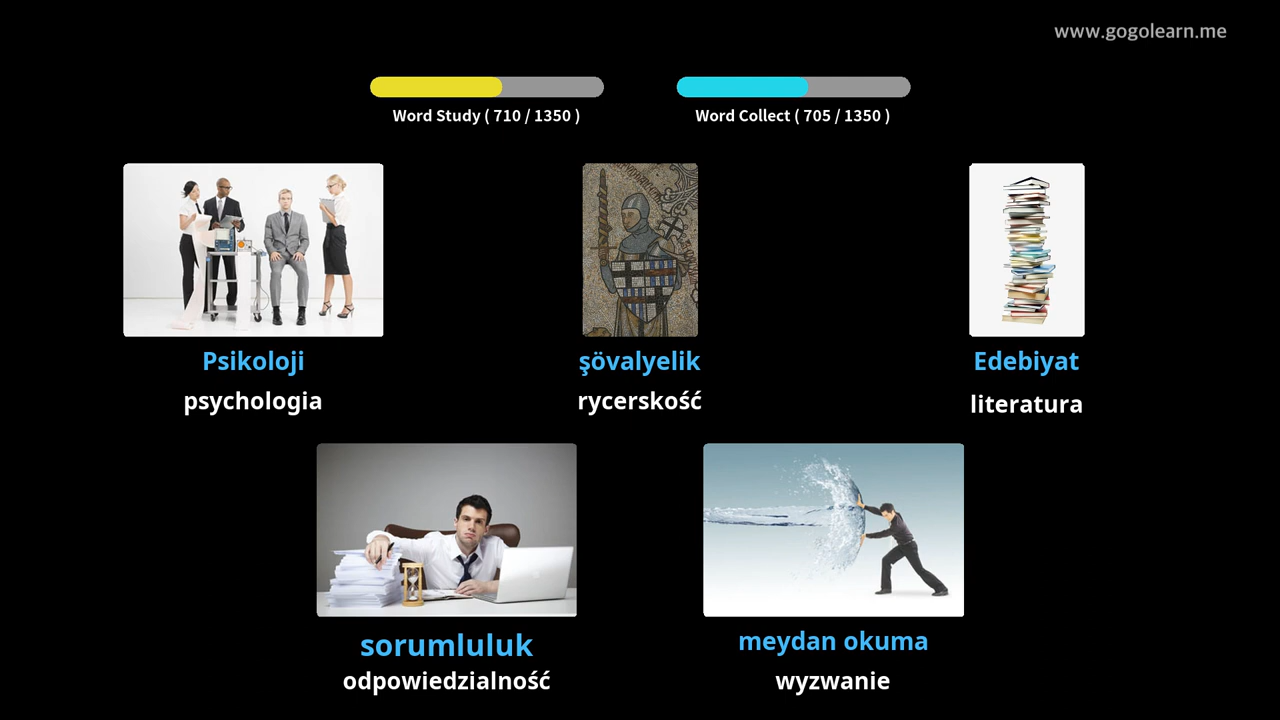 www.gogolearn.me
Word Study ( 710 / 1350 )
Word Collect ( 705 / 1350 )
Psikoloji
psychologia
şövalyelik
rycerskość
Edebiyat
literatura
sorumluluk
odpowiedzialność
meydan okuma
wyzwanie